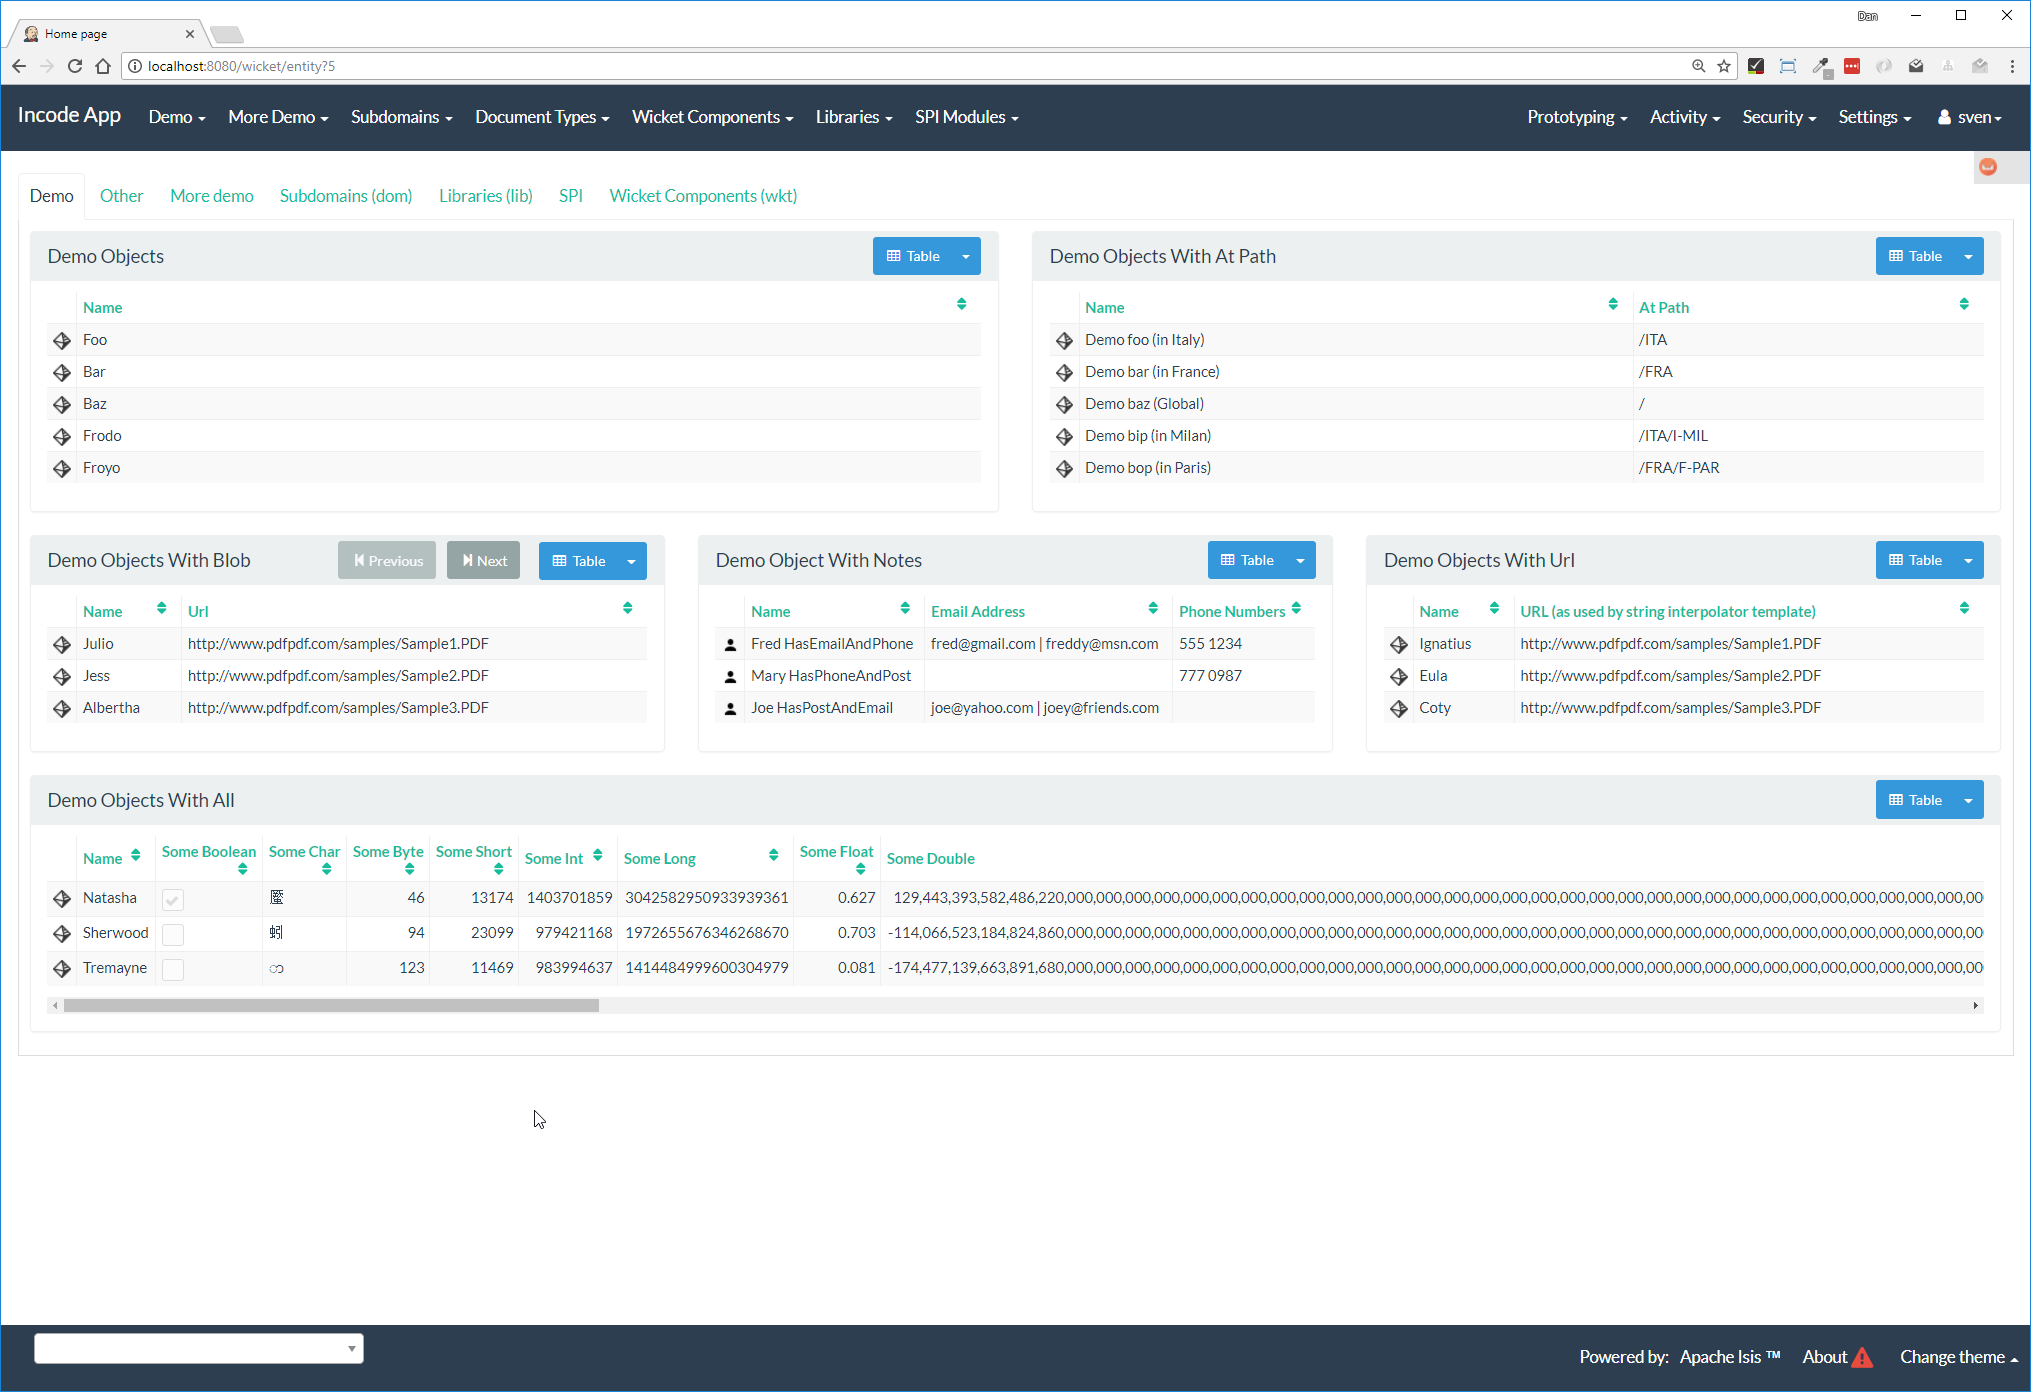 Dan
Home page
localhost:8080/wicket/entity?5
Incode App Demo More Demo Subdomains Document Types Wicket Components Libraries SPI Modules Prototyping Activity Security Settings sven
Demo Other More demo Subdomains (dom) Libraries (lib) SPI Wicket Components (wkt)
Demo Objects Table
Name
Foo
Bar
Baz
Frodo
Froyo
Demo Objects With At Path Table
Name At Path
Demo foo (in Italy) /ITA
Demo bar (in France) /FRA
Demo baz (Global) /
Demo bip (in Milan) /ITA/I-MIL
Demo bop (in Paris) /FRA/F-PAR
Demo Objects With Blob Previous Next Table
Name Url
Julio http://www.pdfpdf.com/samples/Sample1.PDF
Jess http://www.pdfpdf.com/samples/Sample2.PDF
Albertha http://www.pdfpdf.com/samples/Sample3.PDF
Demo Object With Notes Table
Name Email Address Phone Numbers
Fred HasEmailAndPhone fred@gmail.com | freddy@msn.com 555 1234
Mary HasPhoneAndPost 777 0987
Joe HasPostAndEmail joe@yahoo.com | joey@friends.com
Demo Objects With Url Table
Name URL (as used by string interpolator template)
Ignatius http://www.pdfpdf.com/samples/Sample1.PDF
Eula http://www.pdfpdf.com/samples/Sample2.PDF
Coty http://www.pdfpdf.com/samples/Sample3.PDF
Demo Objects With All Table
Name Some Boolean Some Char Some Byte Some Short Some Int Some Long Some Float Some Double
Natasha 46 13174 1403701859 3042582950933939361 0.627 129,443,393,582,486,220,000,000,000,000,000,000,000,000,000,000,000,000,000,000,000,000,000,000,000,000,000,000,000,000,000,00
Sherwood 94 23099 979421168 1972655676346268670 0.703 -114,066,523,184,824,860,000,000,000,000,000,000,000,000,000,000,000,000,000,000,000,000,000,000,000,000,000,000,000,000,000,00
Tremayne 123 11469 983994637 1414484999600304979 0.081 -174,477,139,663,891,680,000,000,000,000,000,000,000,000,000,000,000,000,000,000,000,000,000,000,000,000,000,000,000,000,000,00
Powered by: Apache Isis ™ About Change theme